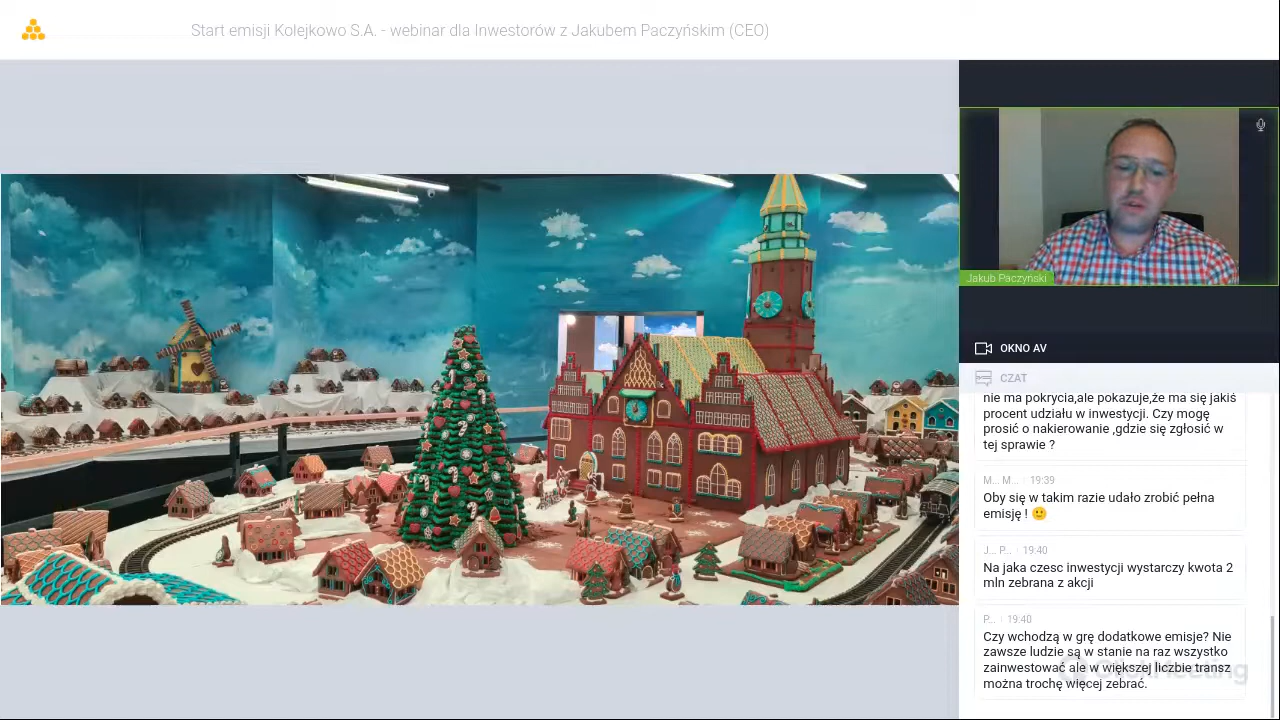 Start emisji Kolejkowo S.A. - webinar dla Inwestorów z Jakubem Paczyńskim (CEO)
Jakub Paczyński
OKNO AV
CZAT
nie ma pokrycia,ale pokazuje,że ma się jakiś
procent udziału w inwestycji. Czy mogę
prosić o nakierowanie ,gdzie się zgłosić w
tej sprawie ?
M... M... 19:39
Oby się w takim razie udało zrobić pełna
emisję ! 🙂
J... P... 19:40
Na jaka czesc inwestycji wystarczy kwota 2
mln zebrana z akcji
P... 19:40
Czy wchodzą w grę dodatkowe emisje? Nie
zawsze ludzie są w stanie na raz wszystko
zainwestować ale w większej liczbie transz
można trochę więcej zebrać.
ClickMeeting